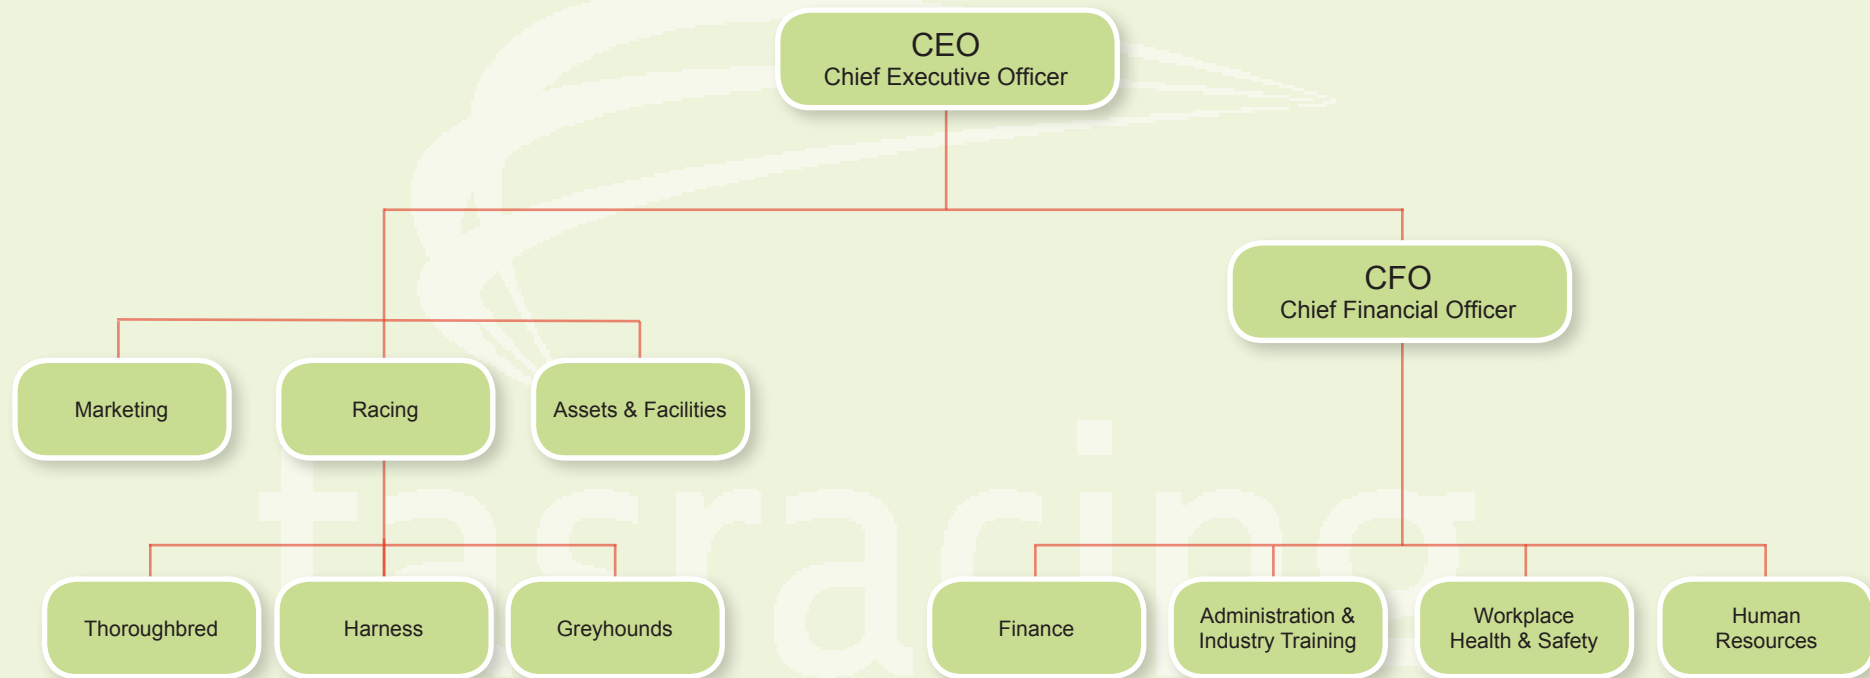 CEO
Chief Executive Officer
CFO
Chief Financial Officer
Marketing
Racing
Assets & Facilities
Thoroughbred
Harness
Greyhounds
Finance
Administration &
Industry Training
Workplace
Health & Safety
Human
Resources
tasracing